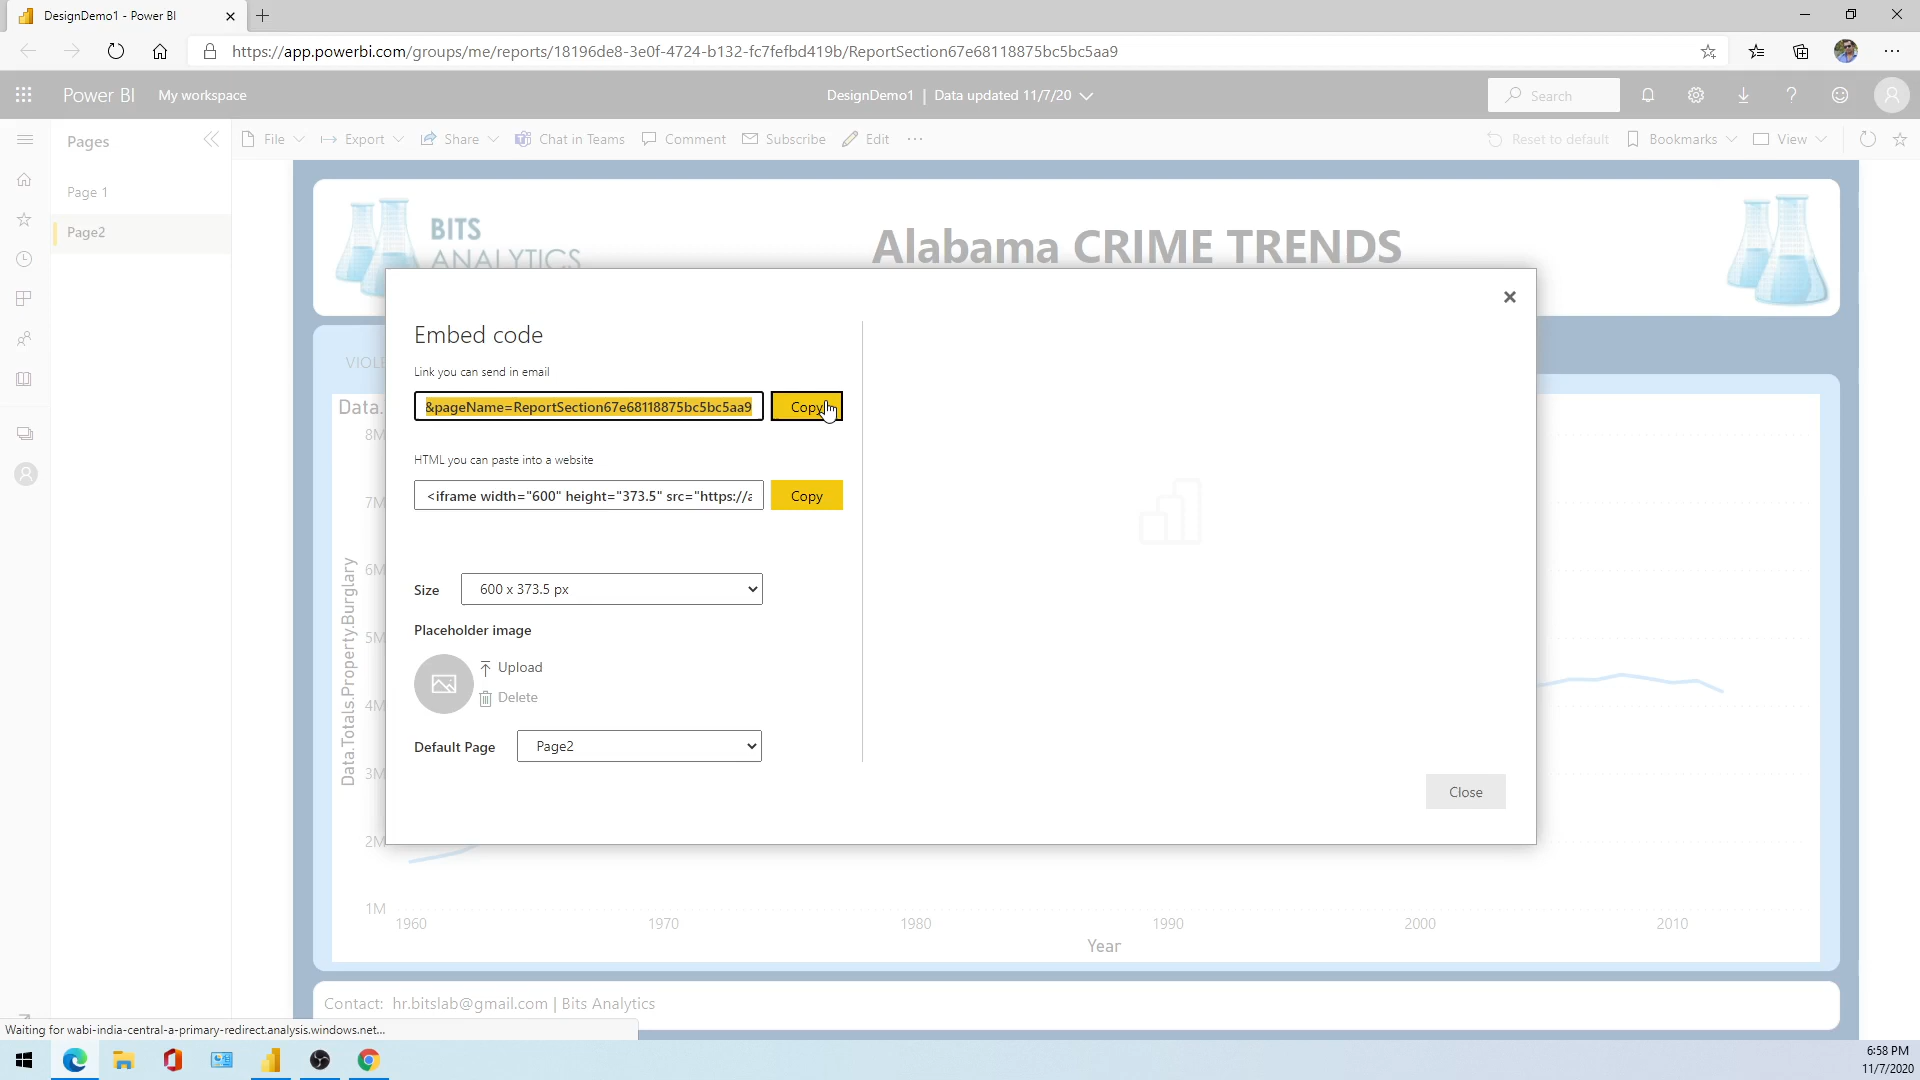 DesignDemo1 - Power BI
https://app.powerbi.com/groups/me/reports/18196de8-3e0f-4724-b132-fc7fefbd419b/ReportSection67e68118875bc5bc5aa9
Power BI My workspace DesignDemo1 | Data updated 11/7/20 Search
Pages File Export Share Chat in Teams Comment Subscribe Edit ··· Reset to default Bookmarks View
Page 1
Page2
BITS
ANALYTICS
Alabama CRIME TRENDS
Embed code
Link you can send in email
&pageName=ReportSection67e68118875bc5bc5aa9 Copy
HTML you can paste into a website
<iframe width="600" height="373.5" src="https://a Copy
Size 600 x 373.5 px
Placeholder image
Upload
Delete
Default Page Page2
Close
Data.
8M
7M
6M
5M
4M
3M
2M
1M
Data.Totals.Property.Burglary
1960 1970 1980 1990 2000 2010
Year
Contact: hr.bitslab@gmail.com | Bits Analytics
Waiting for wabi-india-central-a-primary-redirect.analysis.windows.net...
6:58 PM
11/7/2020